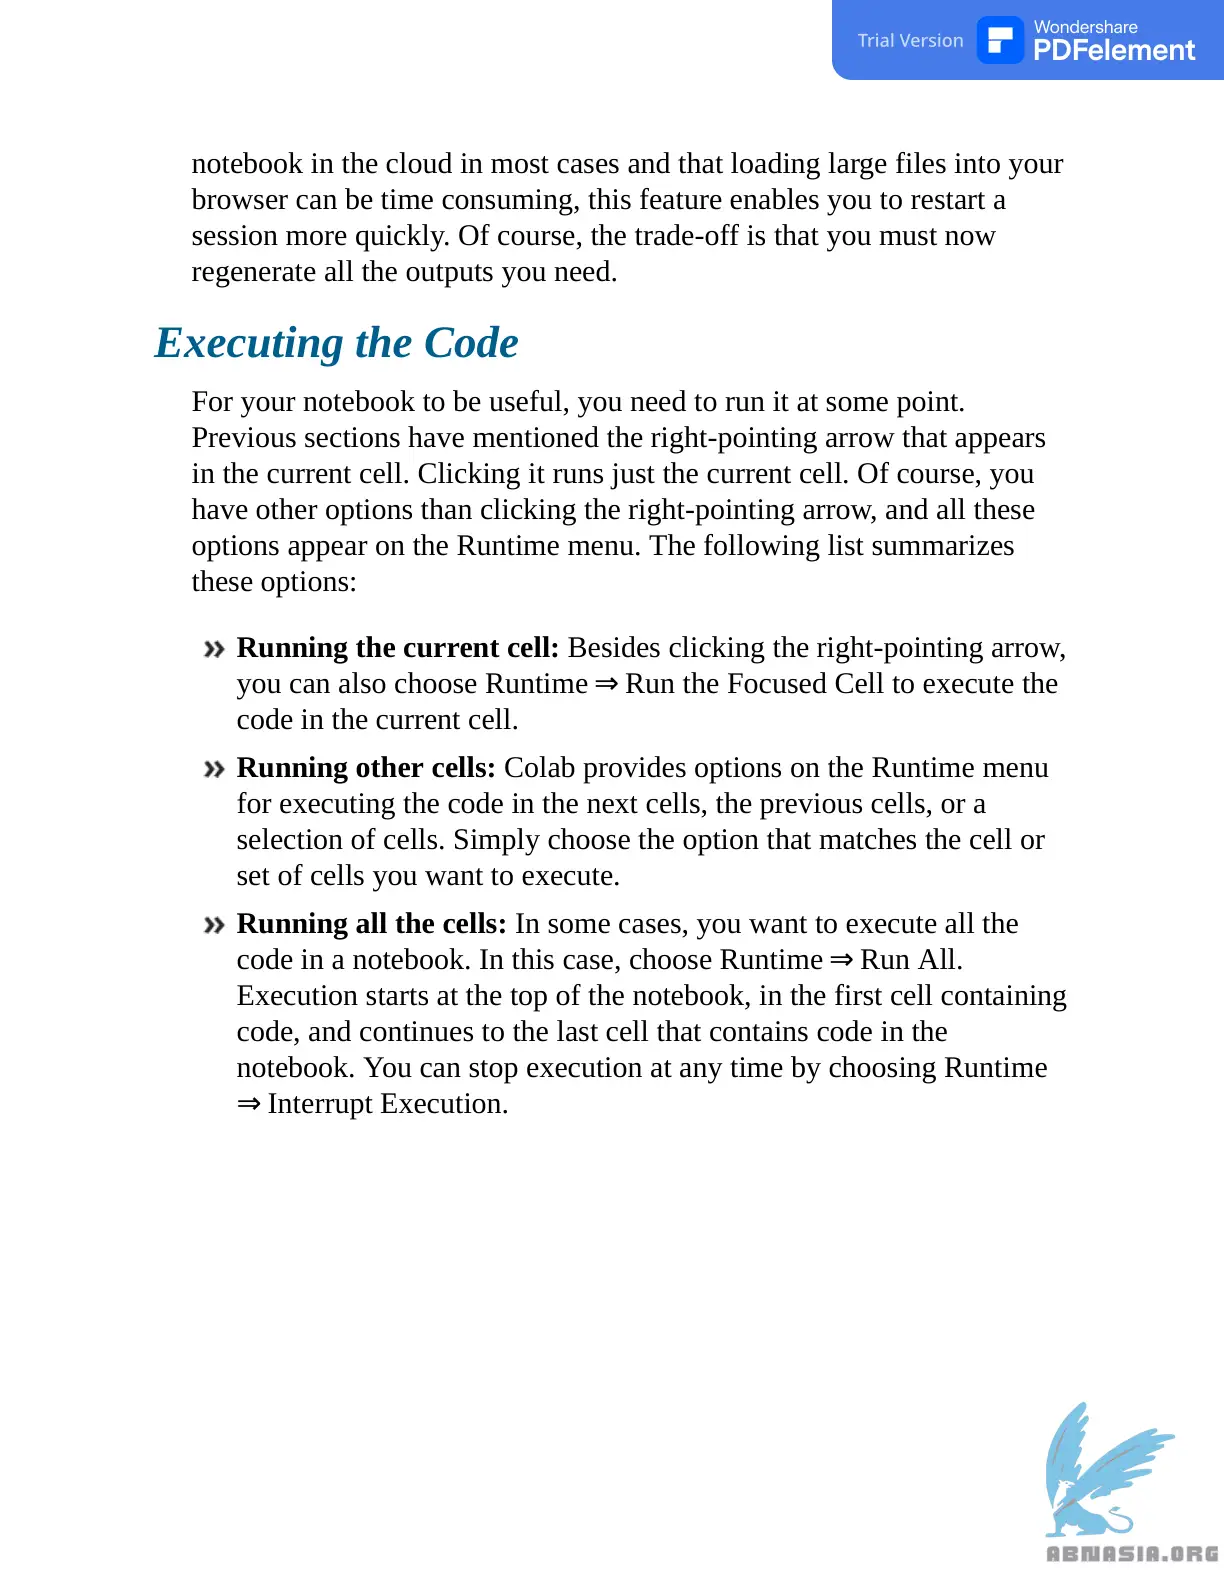 Trial Version
Wondershare
PDFelement
notebook in the cloud in most cases and that loading large files into your
browser can be time consuming, this feature enables you to restart a
session more quickly. Of course, the trade-off is that you must now
regenerate all the outputs you need.
Executing the Code
For your notebook to be useful, you need to run it at some point.
Previous sections have mentioned the right-pointing arrow that appears
in the current cell. Clicking it runs just the current cell. Of course, you
have other options than clicking the right-pointing arrow, and all these
options appear on the Runtime menu. The following list summarizes
these options:
» Running the current cell: Besides clicking the right-pointing arrow,
you can also choose Runtime ⇒ Run the Focused Cell to execute the
code in the current cell.
» Running other cells: Colab provides options on the Runtime menu
for executing the code in the next cells, the previous cells, or a
selection of cells. Simply choose the option that matches the cell or
set of cells you want to execute.
» Running all the cells: In some cases, you want to execute all the
code in a notebook. In this case, choose Runtime ⇒ Run All.
Execution starts at the top of the notebook, in the first cell containing
code, and continues to the last cell that contains code in the
notebook. You can stop execution at any time by choosing Runtime
⇒ Interrupt Execution.
ABNASIA.ORG